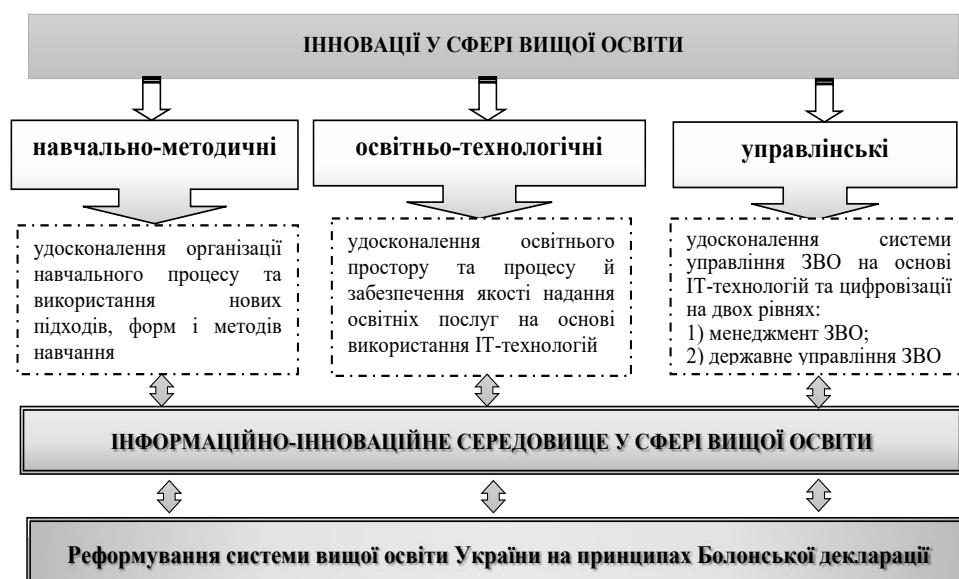 ІННОВАЦІЇ У СФЕРІ ВИЩОЇ ОСВІТИ
навчально-методичні
освітньо-технологічні
управлінські
удосконалення організації
навчального процесу та
використання нових
підходів, форм і методів
навчання
удосконалення освітнього
простору та процесу й
забезпечення якості надання
освітніх послуг на основі
використання ІТ-технологій
удосконалення системи
управління ЗВО на основі
ІТ-технологій та цифровізації
на двох рівнях:
1) менеджмент ЗВО;
2) державне управління ЗВО
ІНФОРМАЦІЙНО-ІННОВАЦІЙНЕ СЕРЕДОВИЩЕ У СФЕРІ ВИЩОЇ ОСВІТИ
Реформування системи вищої освіти України на принципах Болонської декларації